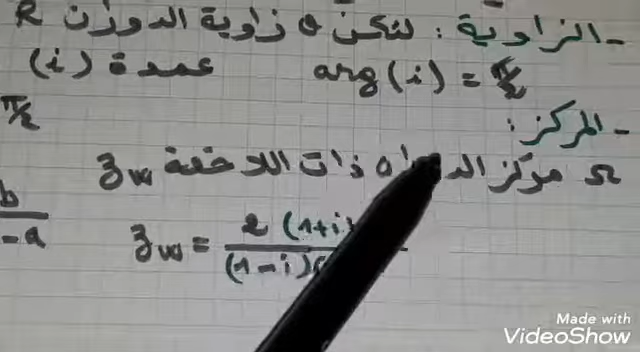 - الزاوية : لتكن θ زاوية الدوران R
عمدة (i) arg(i) = π/2
π/2
- المركز :
Ω مركز الد ذات اللاحقة zw
b
-a
zw = 2 (1+i) / (1-i)(
Made with
VideoShow